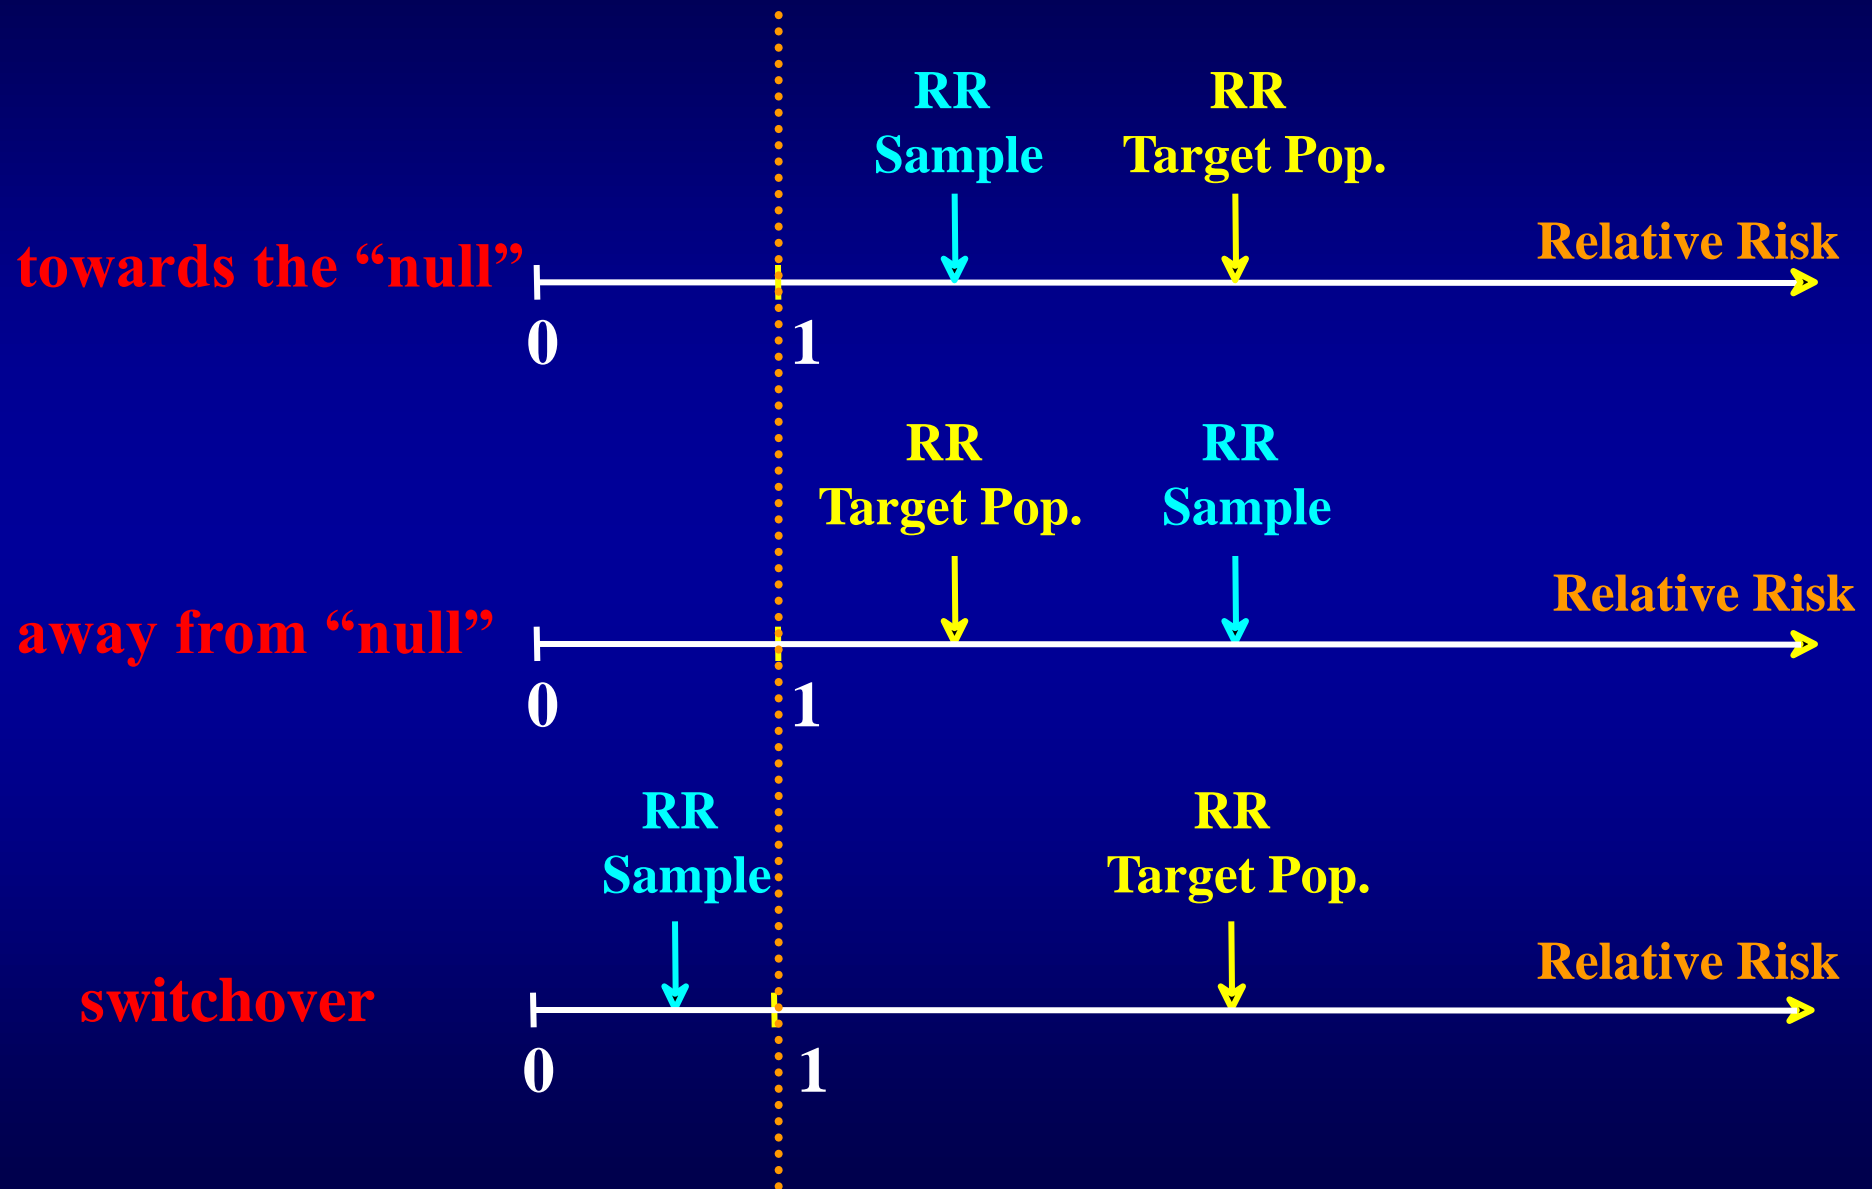 RR
Sample
RR
Target Pop.
Relative Risk
towards the “null”
0
1
RR
Target Pop.
RR
Sample
Relative Risk
away from “null”
0
1
RR
Sample
RR
Target Pop.
Relative Risk
switchover
0
1